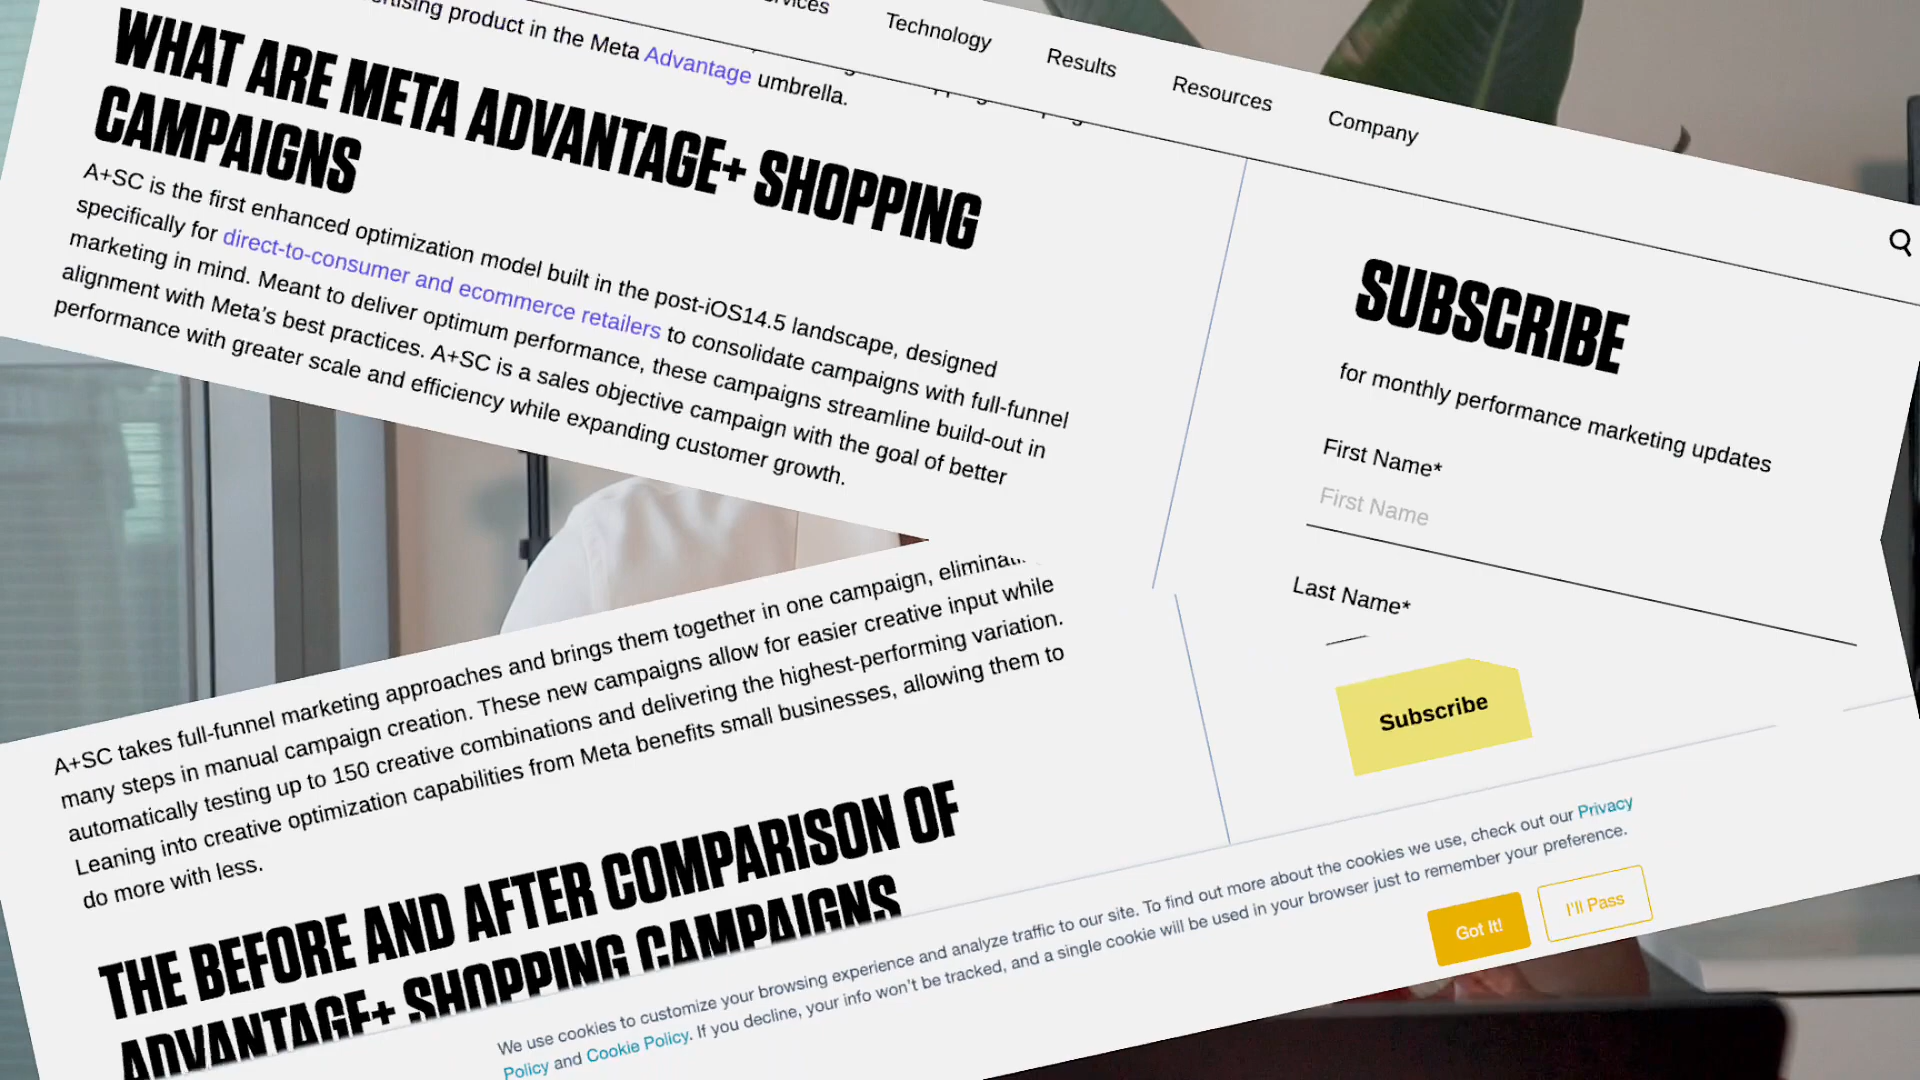 Technology
Results
Resources
Company
product in the Meta Advantage umbrella.
WHAT ARE META ADVANTAGE+ SHOPPING
CAMPAIGNS
A+SC is the first enhanced optimization model built in the post-iOS14.5 landscape, designed
specifically for direct-to-consumer and ecommerce retailers to consolidate campaigns with full-funnel
marketing in mind. Meant to deliver optimum performance, these campaigns streamline build-out in
alignment with Meta's best practices. A+SC is a sales objective campaign with the goal of better
performance with greater scale and efficiency while expanding customer growth.
SUBSCRIBE
for monthly performance marketing updates
First Name*
First Name
Last Name*
Subscribe
A+SC takes full-funnel marketing approaches and brings them together in one campaign,
many steps in manual campaign creation. These new campaigns allow for easier creative input while
automatically testing up to 150 creative combinations and delivering the highest-performing variation.
Leaning into creative optimization capabilities from Meta benefits small businesses, allowing them to
do more with less.
THE BEFORE AND AFTER COMPARISON OF
ADVANTAGE+ SHOPPING CAMPAIGNS
We use cookies to customize your browsing experience and analyze traffic to our site. To find out more about the cookies we use, check out our Privacy
Policy and Cookie Policy. If you decline, your info won't be tracked, and a single cookie will be used in your browser just to remember your preference.
Got It!
I'll Pass